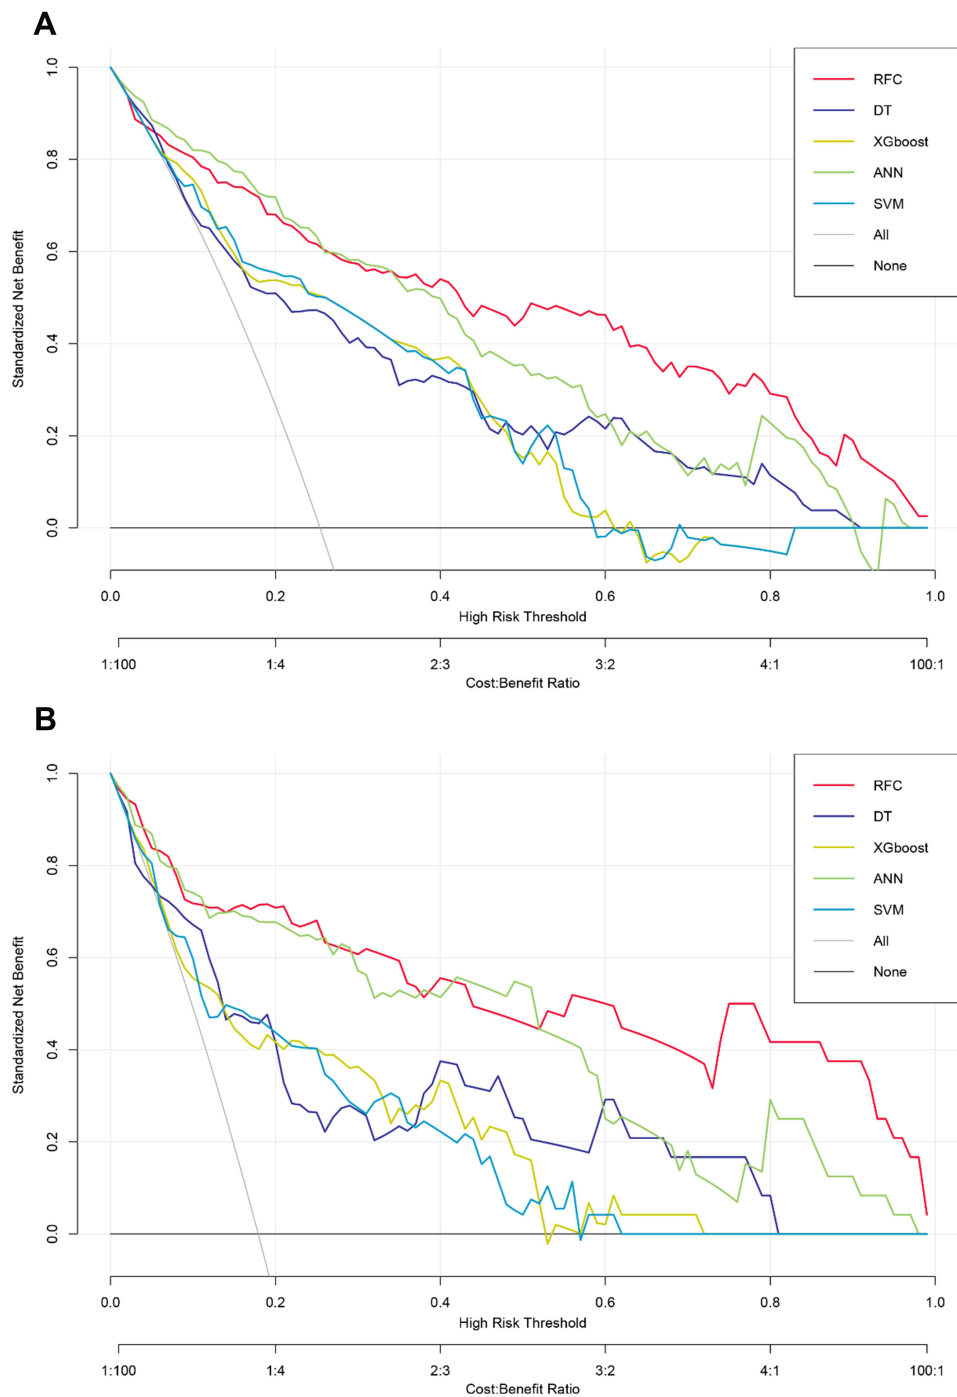 A
Standardized Net Benefit
1.0
0.8
0.6
0.4
0.2
0.0
RFC
DT
XGboost
ANN
SVM
All
None
0.0 0.2 0.4 0.6 0.8 1.0
High Risk Threshold
1:100 1:4 2:3 3:2 4:1 100:1
Cost:Benefit Ratio
B
Standardized Net Benefit
1.0
0.8
0.6
0.4
0.2
0.0
RFC
DT
XGboost
ANN
SVM
All
None
0.0 0.2 0.4 0.6 0.8 1.0
High Risk Threshold
1:100 1:4 2:3 3:2 4:1 100:1
Cost:Benefit Ratio